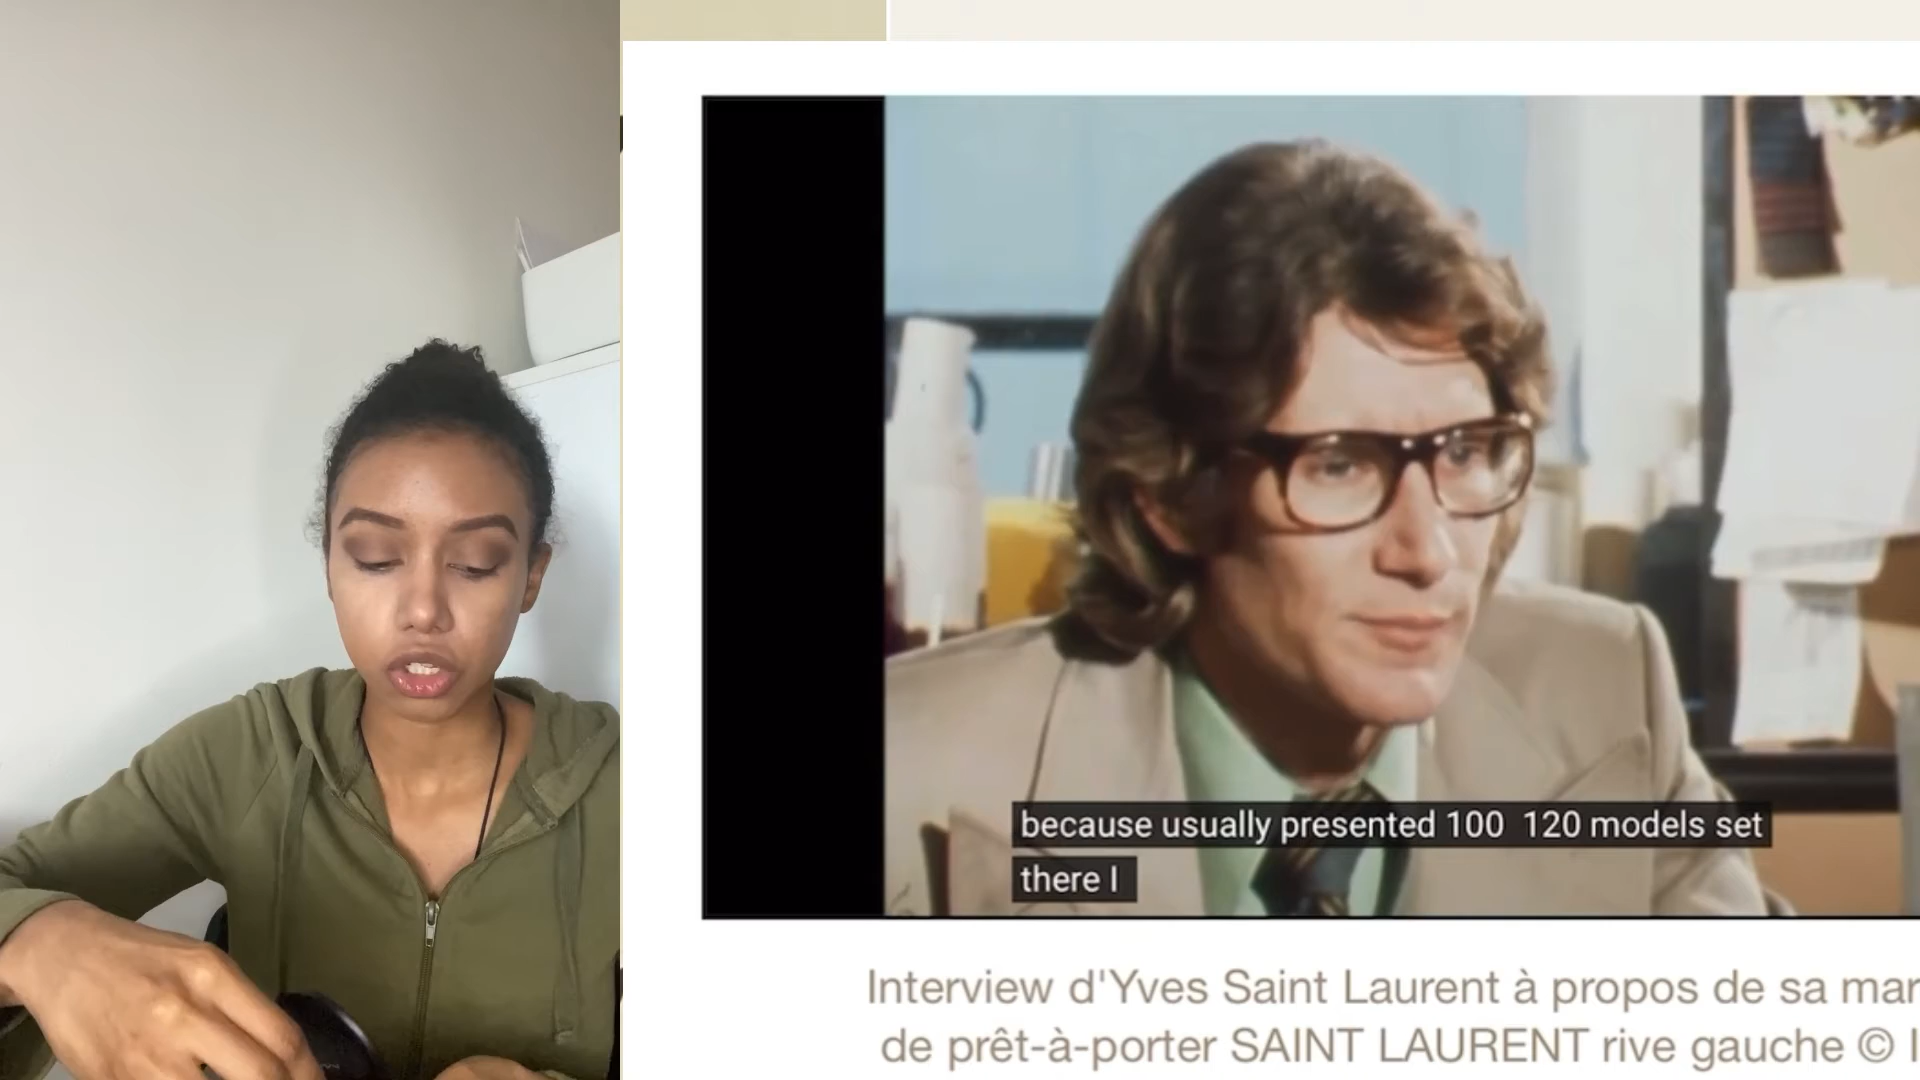 because usually presented 100  120 models set
there I
Interview d'Yves Saint Laurent à propos de sa mar
de prêt-à-porter SAINT LAURENT rive gauche © I